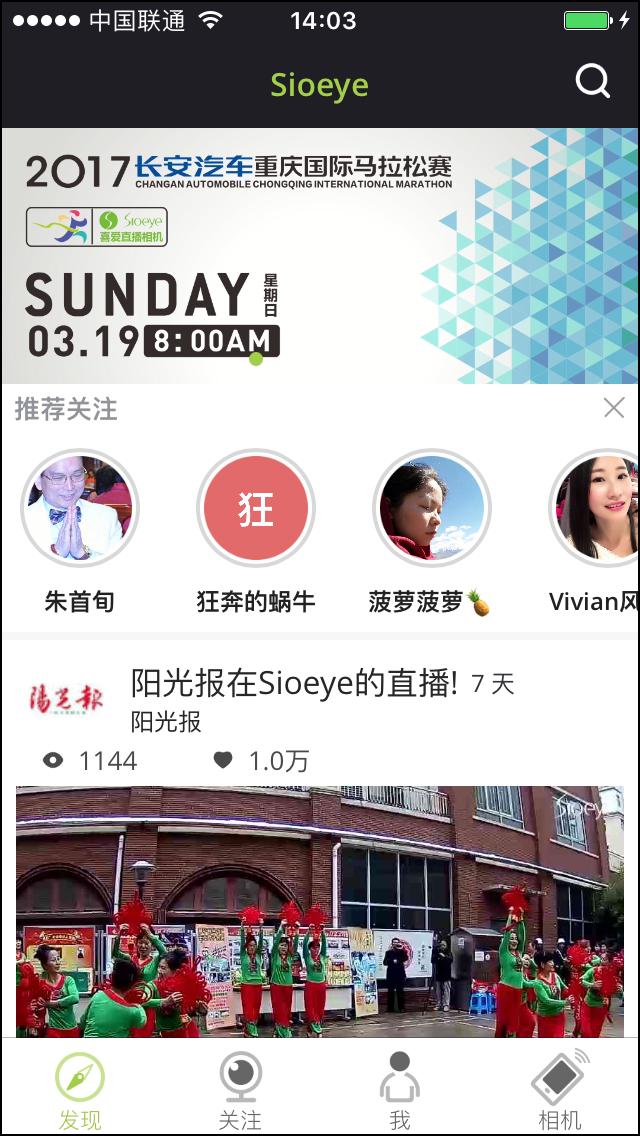 中国联通
14:03
Sioeye
2017长安汽车重庆国际马拉松赛
CHANGAN AUTOMOBILE CHONGQING INTERNATIONAL MARATHON
Sioeye
喜爱直播相机
SUNDAY 星期日
03.19 8:00AM
推荐关注
狂
朱首旬
狂奔的蜗牛
菠萝菠萝🍍
Vivian风
阳光报在Sioeye的直播! 7 天
陽光報
阳光报
1144
1.0万
Sioeye
发现
关注
我
相机